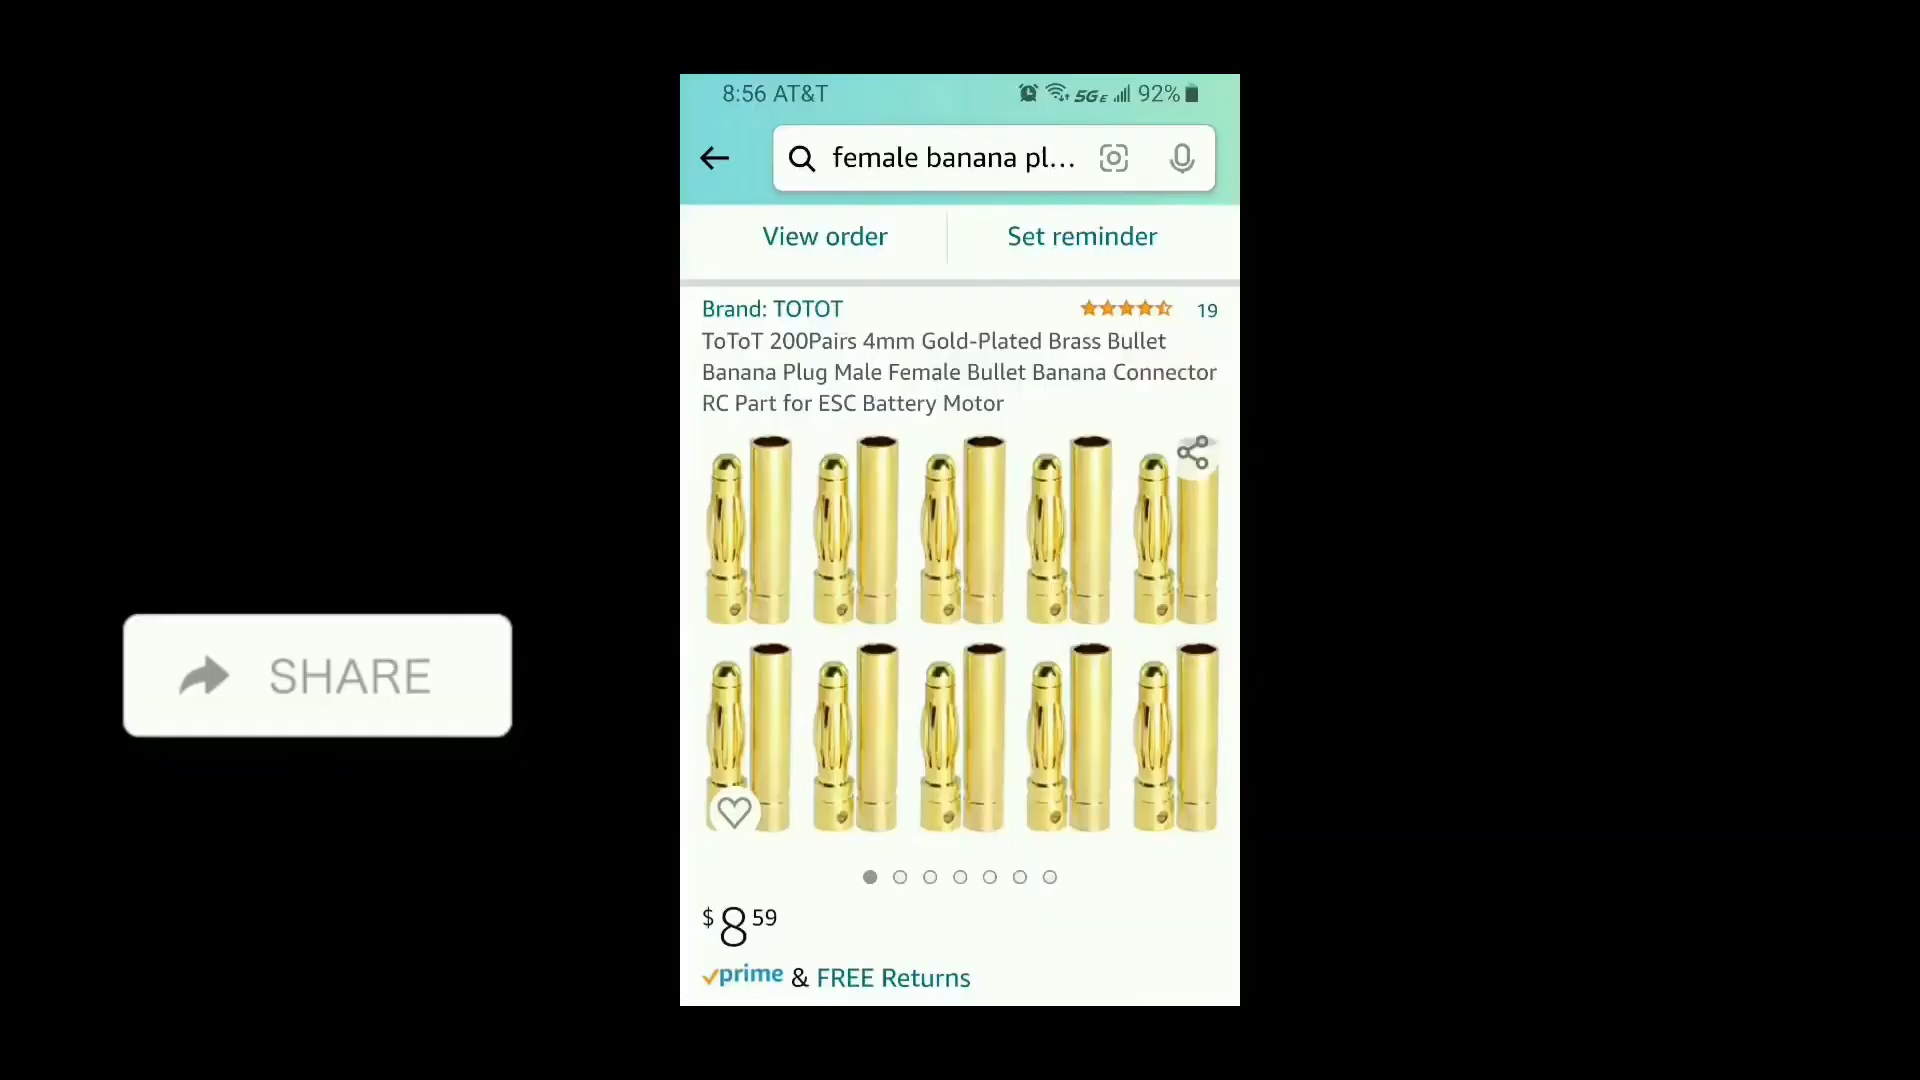 8:56 AT&T 5GE 92%
female banana pl...
View order Set reminder
Brand: TOTOT 19
ToToT 200Pairs 4mm Gold-Plated Brass Bullet
Banana Plug Male Female Bullet Banana Connector
RC Part for ESC Battery Motor
SHARE
$8 59
prime & FREE Returns